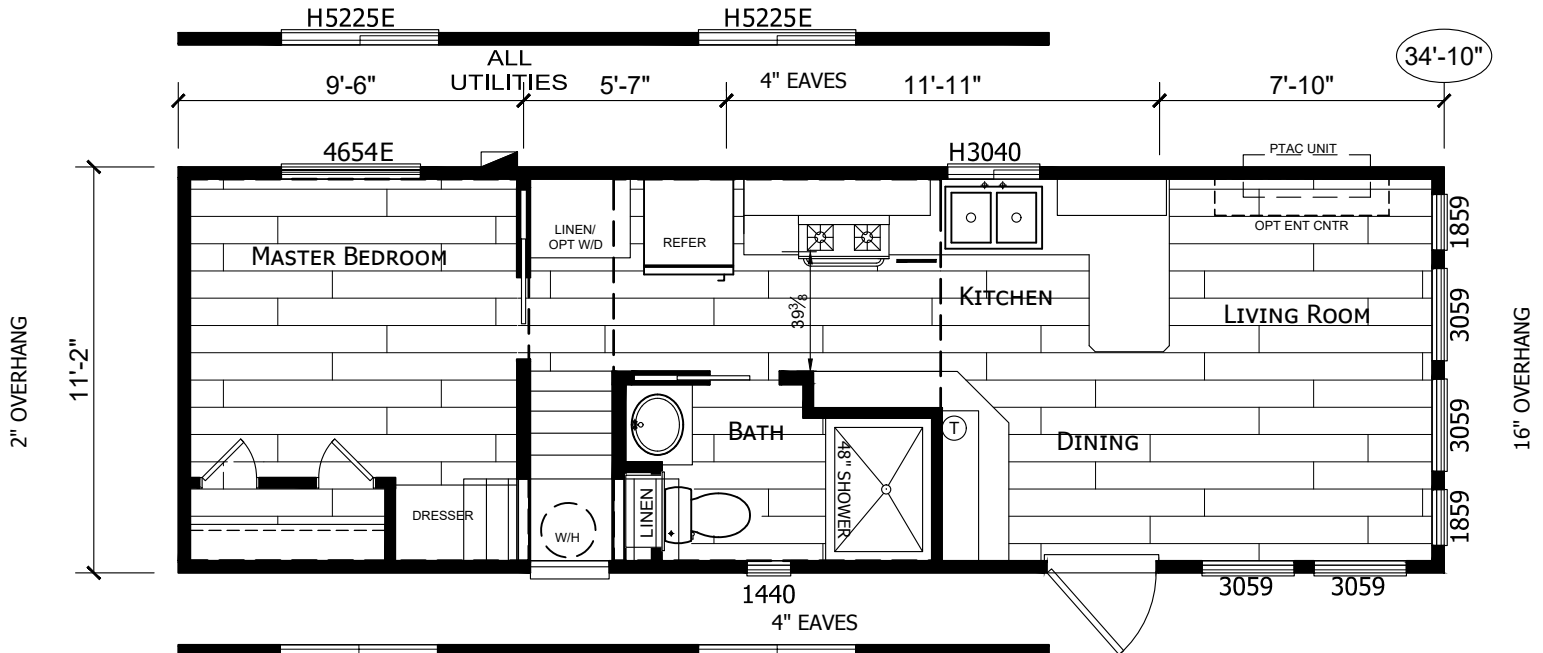 H5225E
H5225E
ALL
UTILITIES
34'-10"
9'-6"
5'-7"
4" EAVES
11'-11"
7'-10"
4654E
H3040
PTAC UNIT
LINEN/
OPT W/D
REFER
OPT ENT CNTR
1859
MASTER BEDROOM
39⅜
KITCHEN
LIVING ROOM
3059
2" OVERHANG
11'-2"
16" OVERHANG
BATH
T
DINING
3059
48" SHOWER
DRESSER
LINEN
W/H
1859
1440
3059
3059
4" EAVES